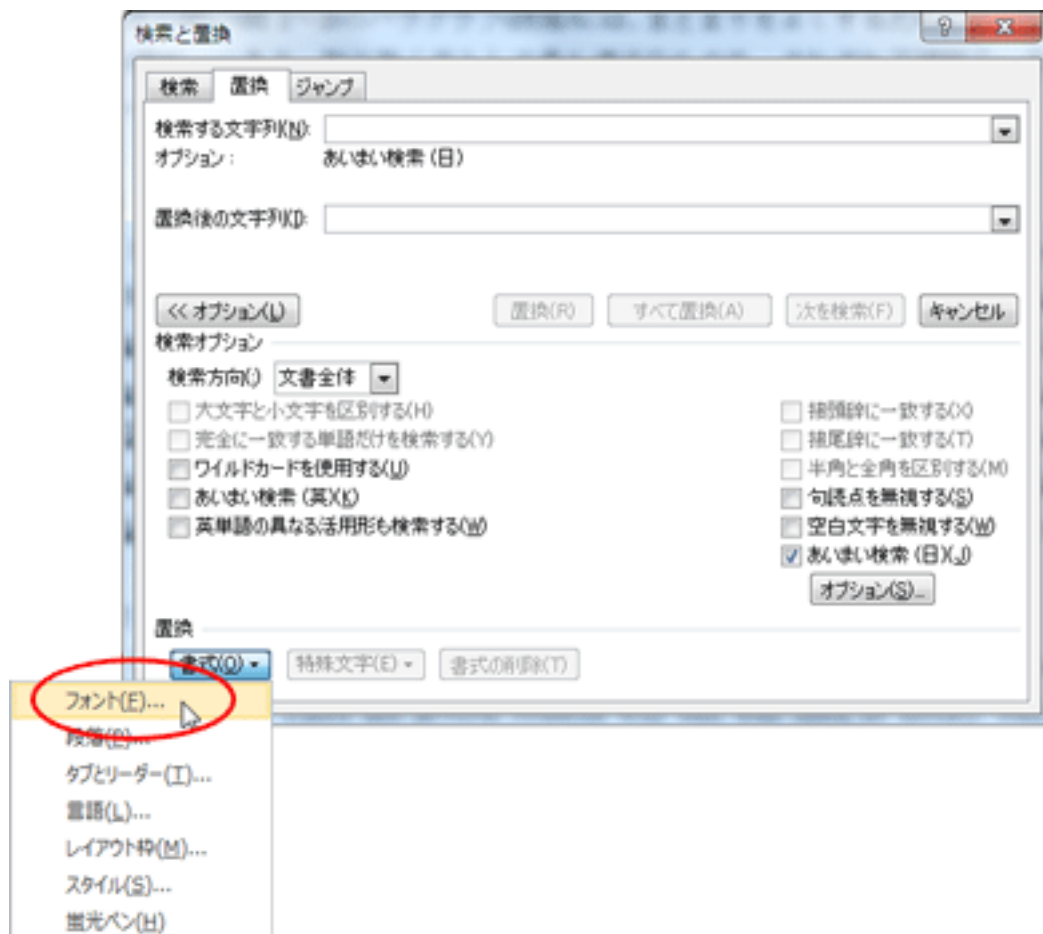 検索と置換
検索 置換 ジャンプ
検索する文字列(N):
オプション: あいまい検索 (日)
置換後の文字列(I):
<< オプション(L) 置換(R) すべて置換(A) 次を検索(F) キャンセル
検索オプション
検索方向(:) 文書全体
大文字と小文字を区別する(H) 接頭辞に一致する(X)
完全に一致する単語だけを検索する(Y) 接尾辞に一致する(T)
ワイルドカードを使用する(U) 半角と全角を区別する(M)
あいまい検索 (英)(K) 句読点を無視する(S)
英単語の異なる活用形も検索する(W) 空白文字を無視する(W)
あいまい検索 (日)(J)
オプション(S)...
置換
書式(O) 特殊文字(E) 書式の削除(T)
フォント(F)...
段落(P)...
タブとリーダー(T)...
言語(L)...
レイアウト枠(M)...
スタイル(S)...
蛍光ペン(H)